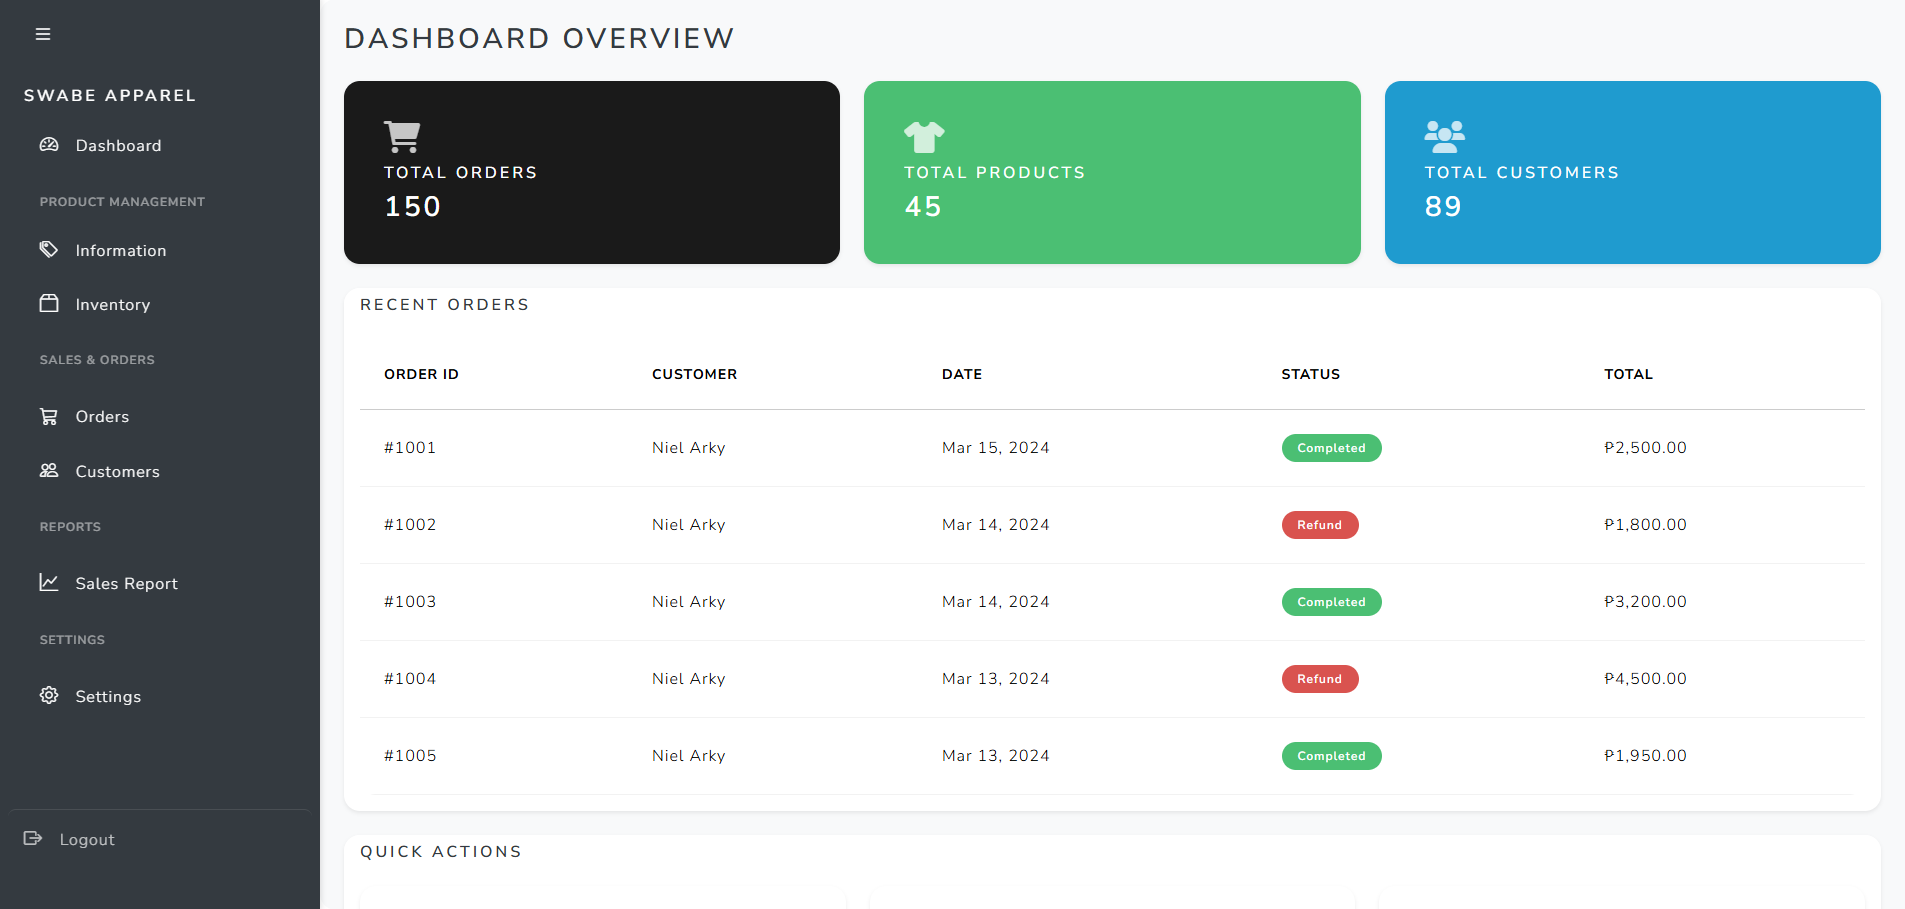 SWABE APPAREL
Dashboard
PRODUCT MANAGEMENT
Information
Inventory
SALES & ORDERS
Orders
Customers
REPORTS
Sales Report
SETTINGS
Settings
Logout
DASHBOARD OVERVIEW
TOTAL ORDERS
150
TOTAL PRODUCTS
45
TOTAL CUSTOMERS
89
RECENT ORDERS
ORDER ID CUSTOMER DATE STATUS TOTAL
#1001 Niel Arky Mar 15, 2024 Completed ₱2,500.00
#1002 Niel Arky Mar 14, 2024 Refund ₱1,800.00
#1003 Niel Arky Mar 14, 2024 Completed ₱3,200.00
#1004 Niel Arky Mar 13, 2024 Refund ₱4,500.00
#1005 Niel Arky Mar 13, 2024 Completed ₱1,950.00
QUICK ACTIONS